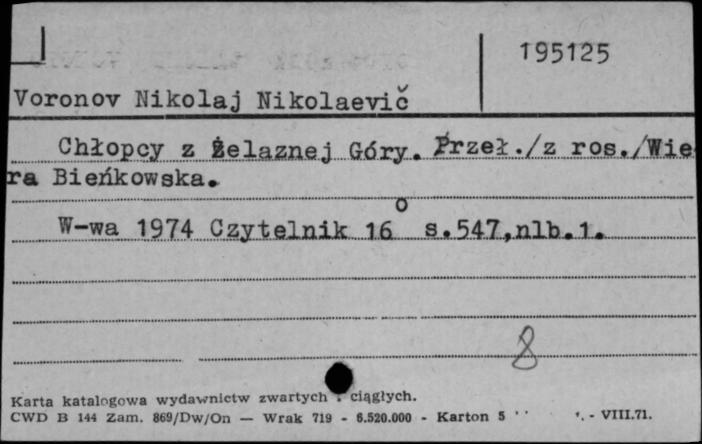 195125
Voronov Nikolaj Nikolaevič
Chłopcy z Żelaznej Góry. Przeł./z ros./Wie
ra Bieńkowska.
W-wa 1974 Czytelnik 16° s.547,nlb.1.
8
Karta katalogowa wydawnictw zwartych i ciągłych.
CWD B 144 Zam. 869/Dw/On — Wrak 719 - 6.520.000 - Karton 5 - VIII.71.